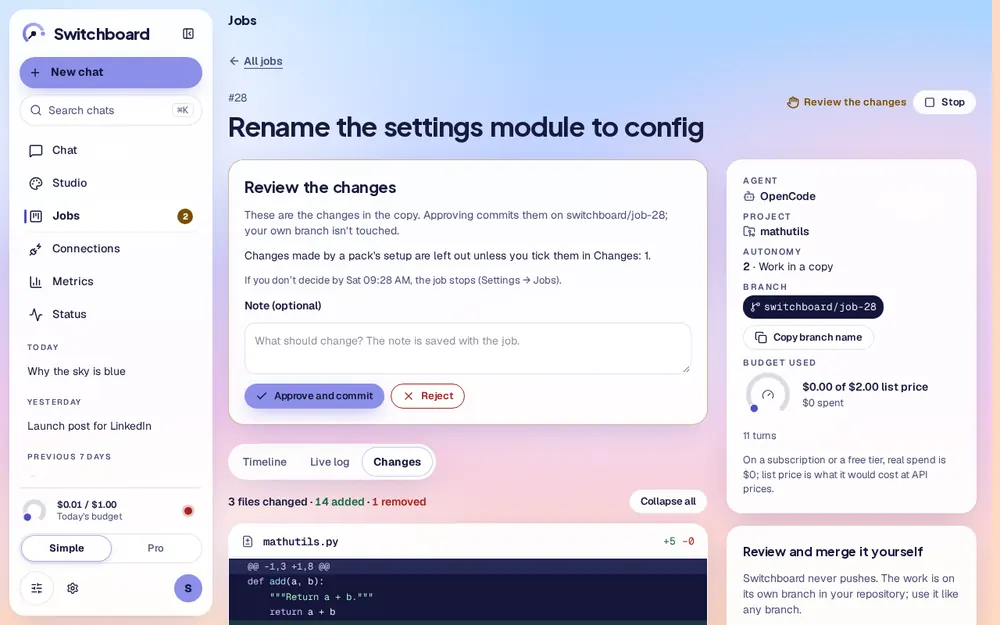 Switchboard
New chat
Search chats
⌘K
Chat
Studio
Jobs
2
Connections
Metrics
Status
TODAY
Why the sky is blue
YESTERDAY
Launch post for LinkedIn
PREVIOUS 7 DAYS
$0.01 / $1.00
Today's budget
Simple
Pro
S
Jobs
All jobs
#28
Rename the settings module to config
Review the changes
Stop
Review the changes
These are the changes in the copy. Approving commits them on switchboard/job-28;
your own branch isn't touched.
Changes made by a pack's setup are left out unless you tick them in Changes: 1.
If you don't decide by Sat 09:28 AM, the job stops (Settings → Jobs).
Note (optional)
What should change? The note is saved with the job.
Approve and commit
Reject
Timeline
Live log
Changes
3 files changed · 14 added · 1 removed
Collapse all
mathutils.py
+5 −0
@@ -1,3 +1,8 @@
def add(a, b):
"""Return a + b."""
return a + b
AGENT
OpenCode
PROJECT
mathutils
AUTONOMY
2 · Work in a copy
BRANCH
switchboard/job-28
Copy branch name
BUDGET USED
$0.00 of $2.00 list price
$0 spent
11 turns
On a subscription or a free tier, real spend is
$0; list price is what it would cost at API
prices.
Review and merge it yourself
Switchboard never pushes. The work is on
its own branch in your repository; use it like
any branch.